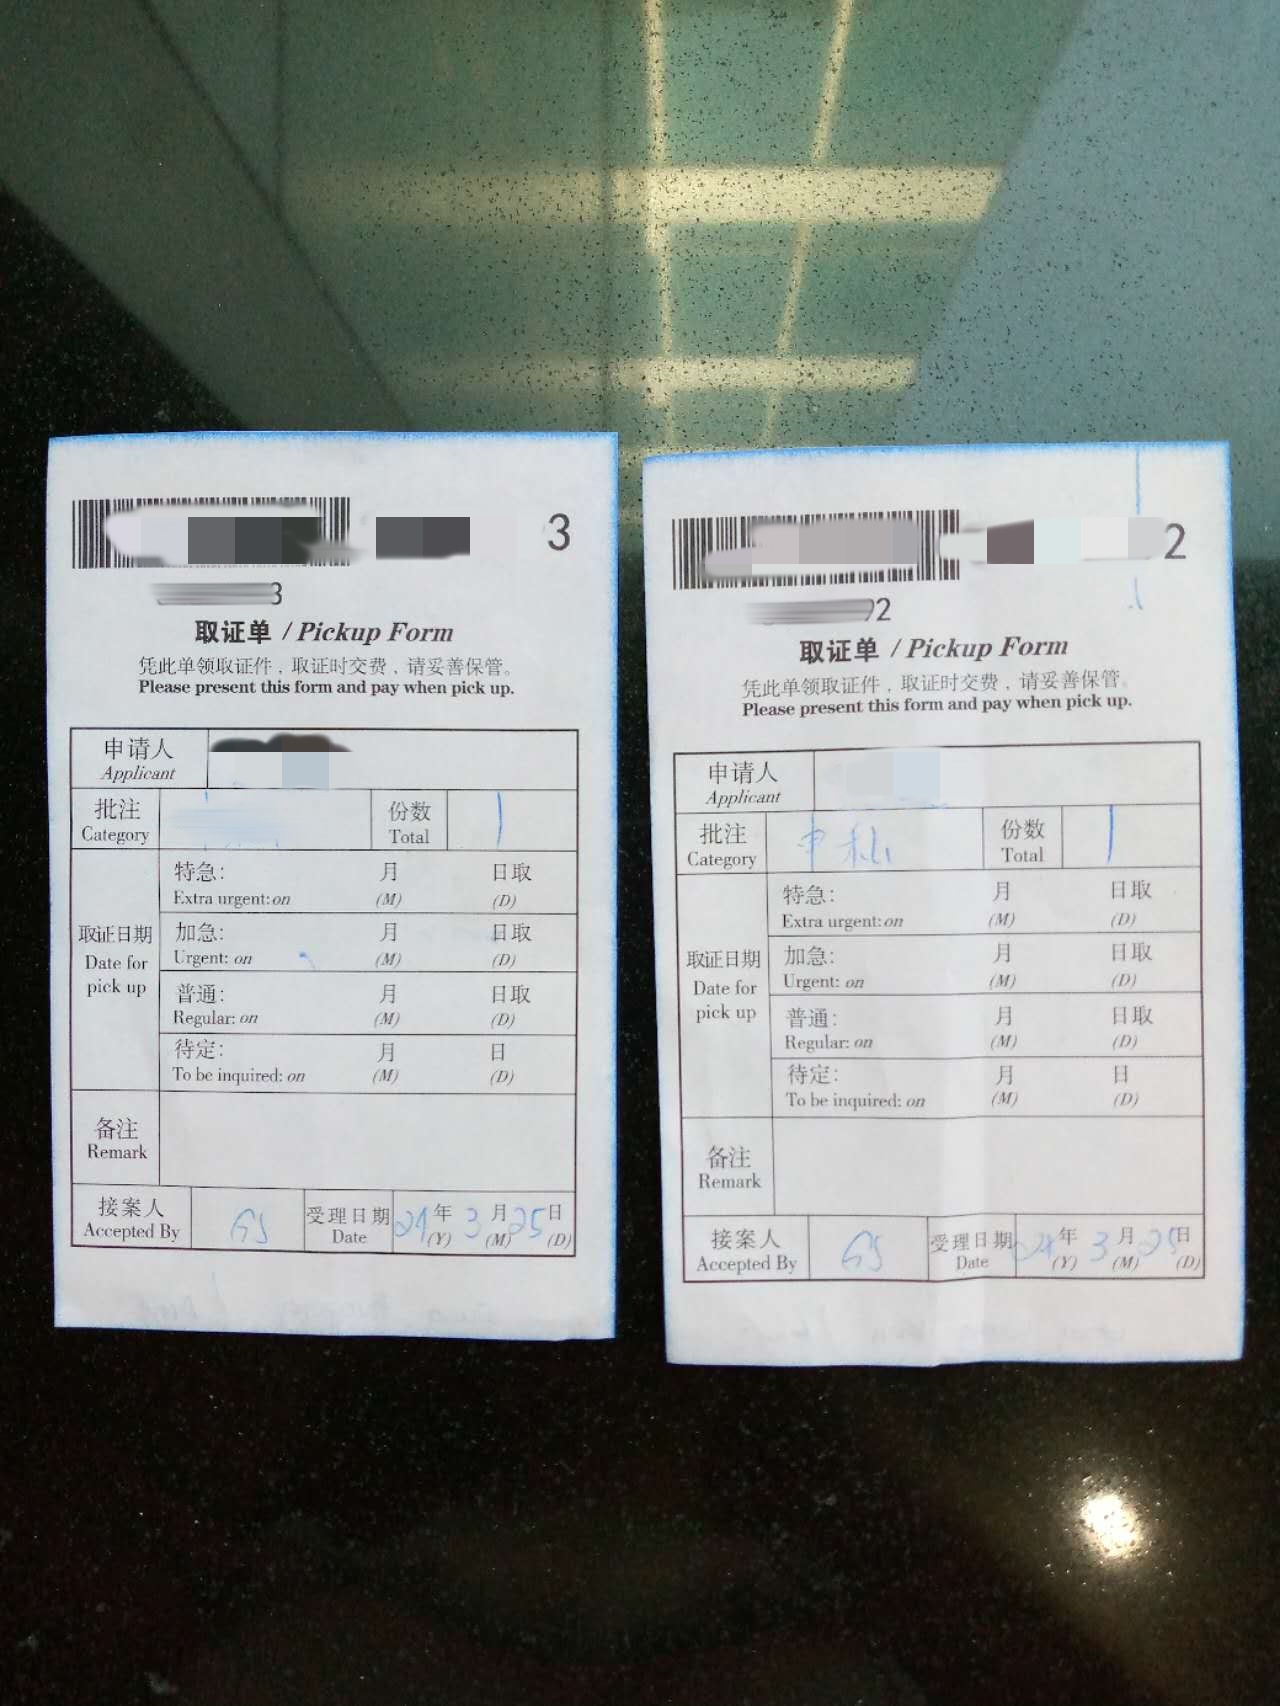 3
3
取证单 / Pickup Form
凭此单领取证件，取证时交费，请妥善保管。
Please present this form and pay when pick up.
申请人
Applicant
批注
Category
份数
Total
1
取证日期
Date for
pick up
特急: 月 日取
Extra urgent: on (M) (D)
加急: 月 日取
Urgent: on (M) (D)
普通: 月 日取
Regular: on (M) (D)
待定: 月 日
To be inquired: on (M) (D)
备注
Remark
接案人
Accepted By
GJ
受理日期
Date
21年 3月 25日
(Y) (M) (D)
2
92
取证单 / Pickup Form
凭此单领取证件，取证时交费，请妥善保管。
Please present this form and pay when pick up.
申请人
Applicant
批注
Category
份数
Total
1
取证日期
Date for
pick up
特急: 月 日取
Extra urgent: on (M) (D)
加急: 月 日取
Urgent: on (M) (D)
普通: 月 日取
Regular: on (M) (D)
待定: 月 日
To be inquired: on (M) (D)
备注
Remark
接案人
Accepted By
GJ
受理日期
Date
21年 3月 25日
(Y) (M) (D)